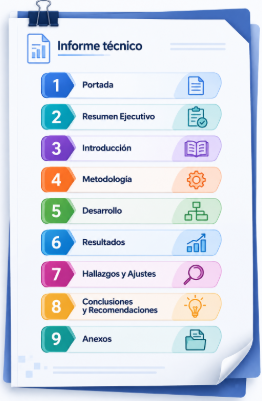 Informe técnico
1 Portada
2 Resumen Ejecutivo
3 Introducción
4 Metodología
5 Desarrollo
6 Resultados
7 Hallazgos y Ajustes
8 Conclusiones
y Recomendaciones
9 Anexos